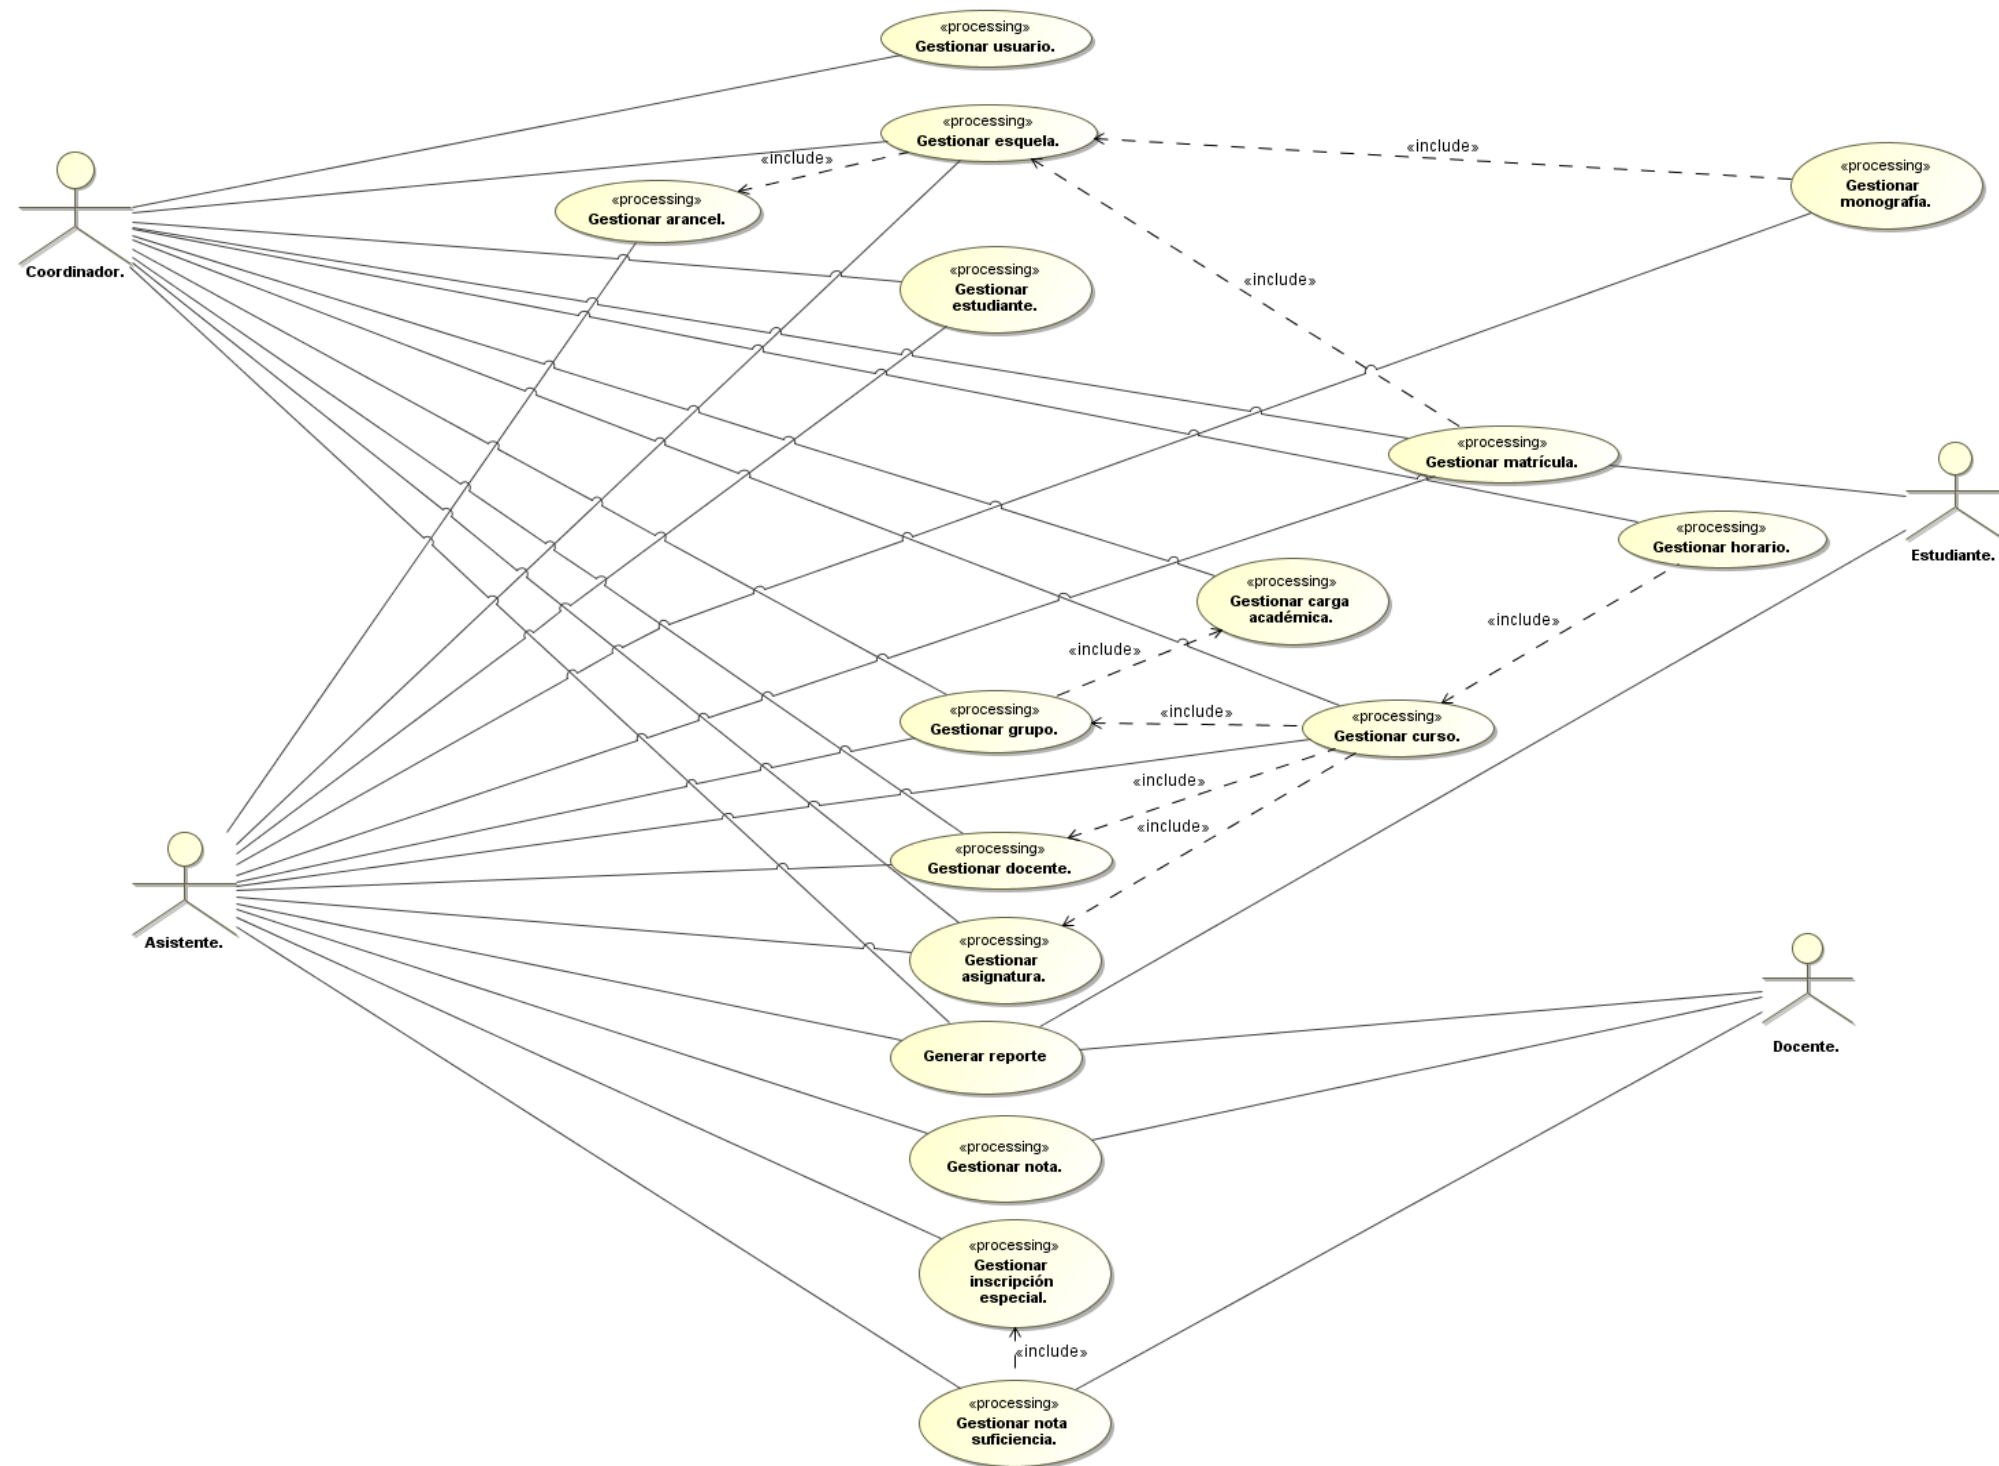 «processing»
Gestionar usuario.
«processing»
Gestionar esquela.
«include»
«include»
«processing»
Gestionar
monografía.
«processing»
Gestionar arancel.
Coordinador.
«processing»
Gestionar
estudiante.
«include»
«processing»
Gestionar matrícula.
«processing»
Gestionar horario.
Estudiante.
«processing»
Gestionar carga
académica.
«include»
«include»
«processing»
Gestionar grupo.
«include»
«processing»
Gestionar curso.
«include»
«include»
«processing»
Gestionar docente.
Asistente.
«processing»
Gestionar
asignatura.
Generar reporte
Docente.
«processing»
Gestionar nota.
«processing»
Gestionar
inscripción
especial.
«include»
«processing»
Gestionar nota
suficiencia.